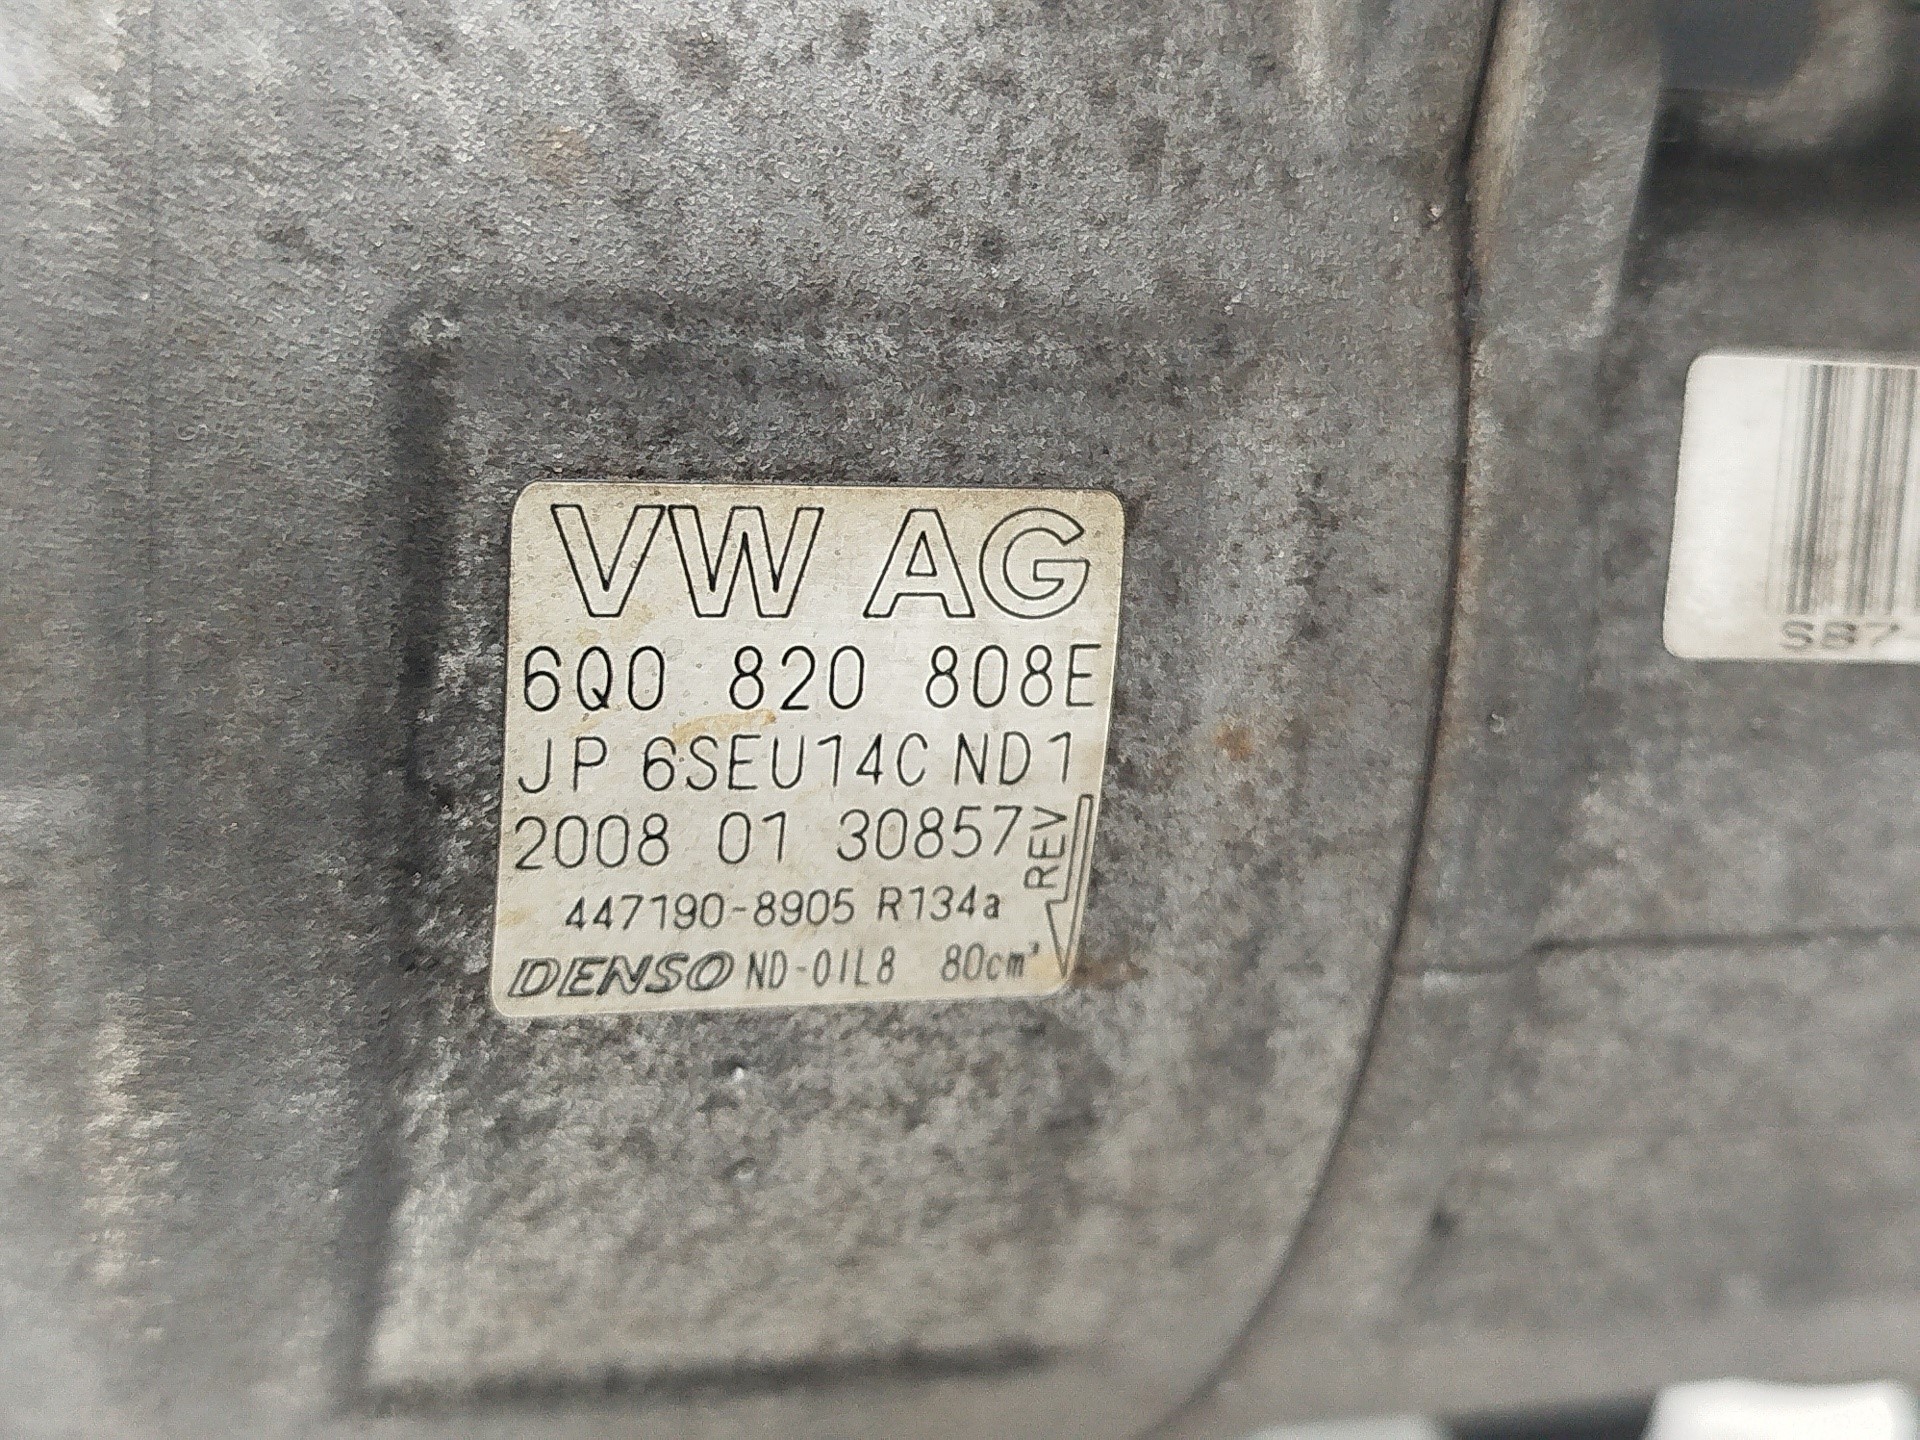 VW AG
6Q0 820 808E
JP 6SEU14C ND1
2008 01 30857
REV
447190-8905 R134a
DENSO ND-OIL8 80cm³
SB7-